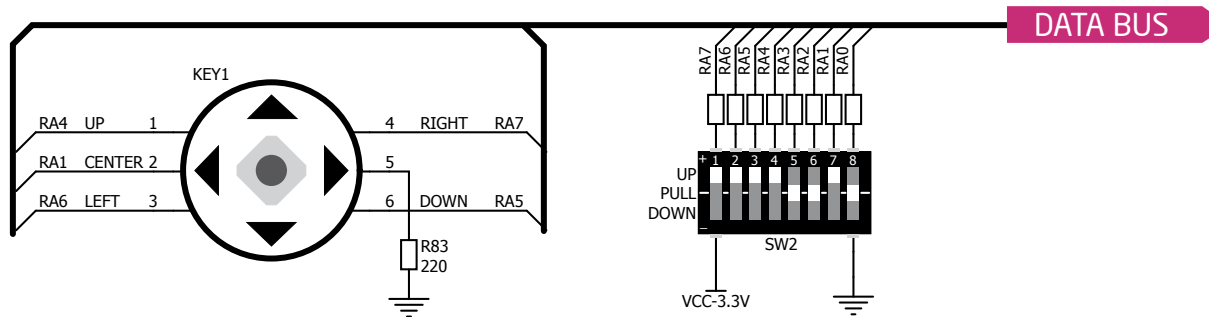 DATA BUS
KEY1
RA4 UP 1
RA1 CENTER 2
RA6 LEFT 3
4 RIGHT RA7
5
6 DOWN RA5
R83
220
RA7
RA6
RA5
RA4
RA3
RA2
RA1
RA0
+ 1 2 3 4 5 6 7 8
UP
PULL
DOWN
–
SW2
VCC-3.3V